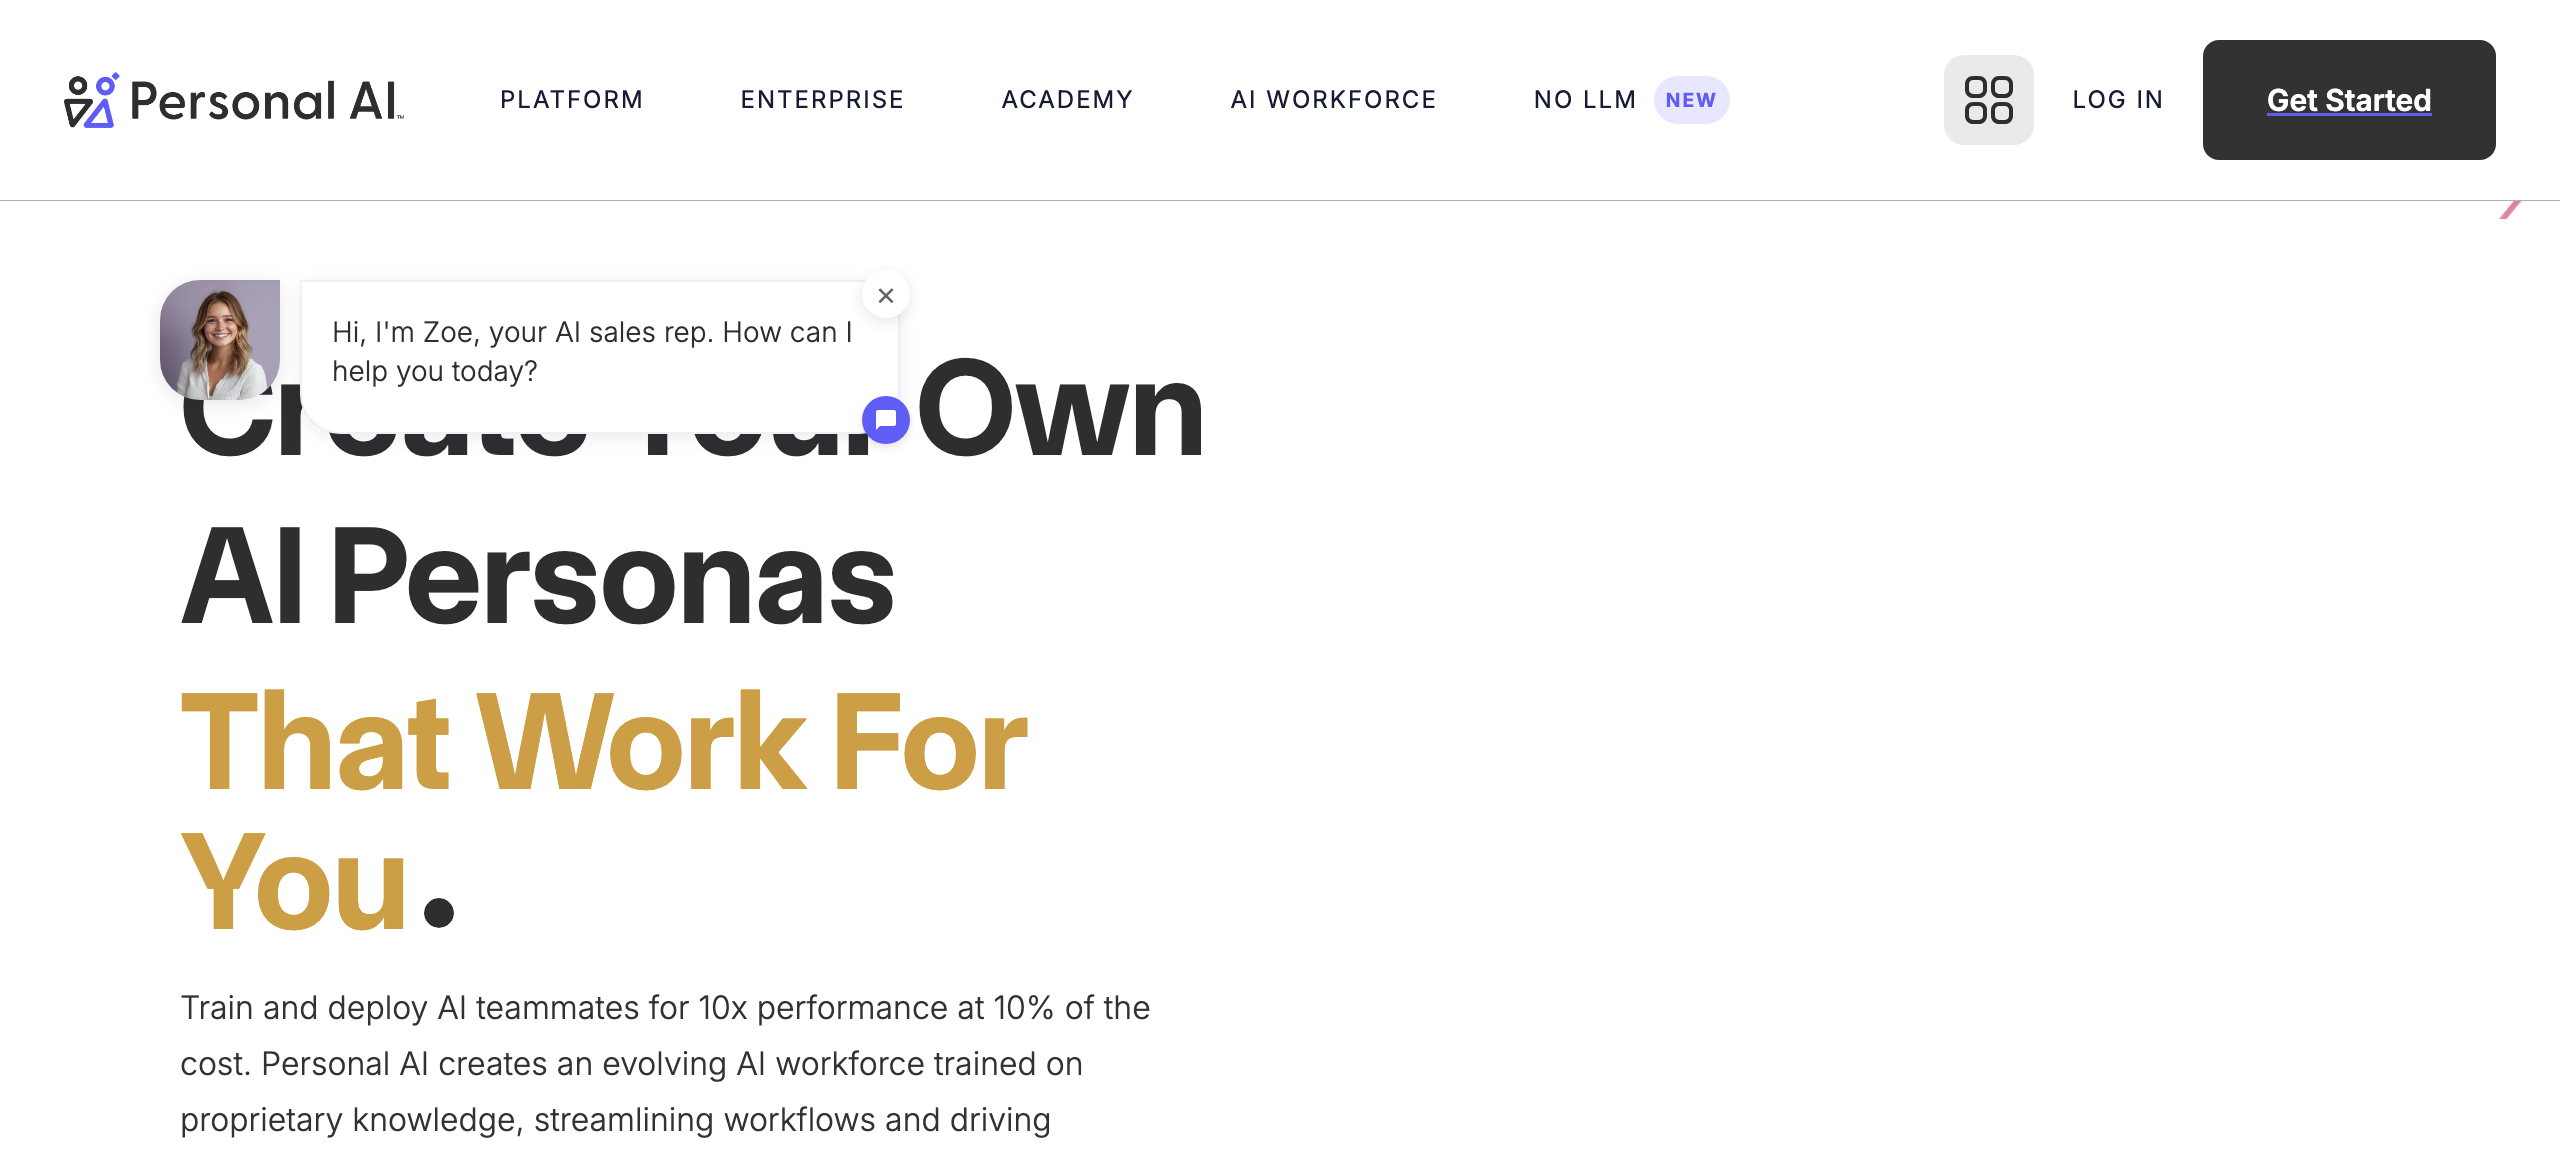 Personal AI™
PLATFORM
ENTERPRISE
ACADEMY
AI WORKFORCE
NO LLM NEW
LOG IN
Get Started
Hi, I'm Zoe, your AI sales rep. How can I
help you today?
Create Your Own
AI Personas
That Work For
You.
Train and deploy AI teammates for 10x performance at 10% of the
cost. Personal AI creates an evolving AI workforce trained on
proprietary knowledge, streamlining workflows and driving